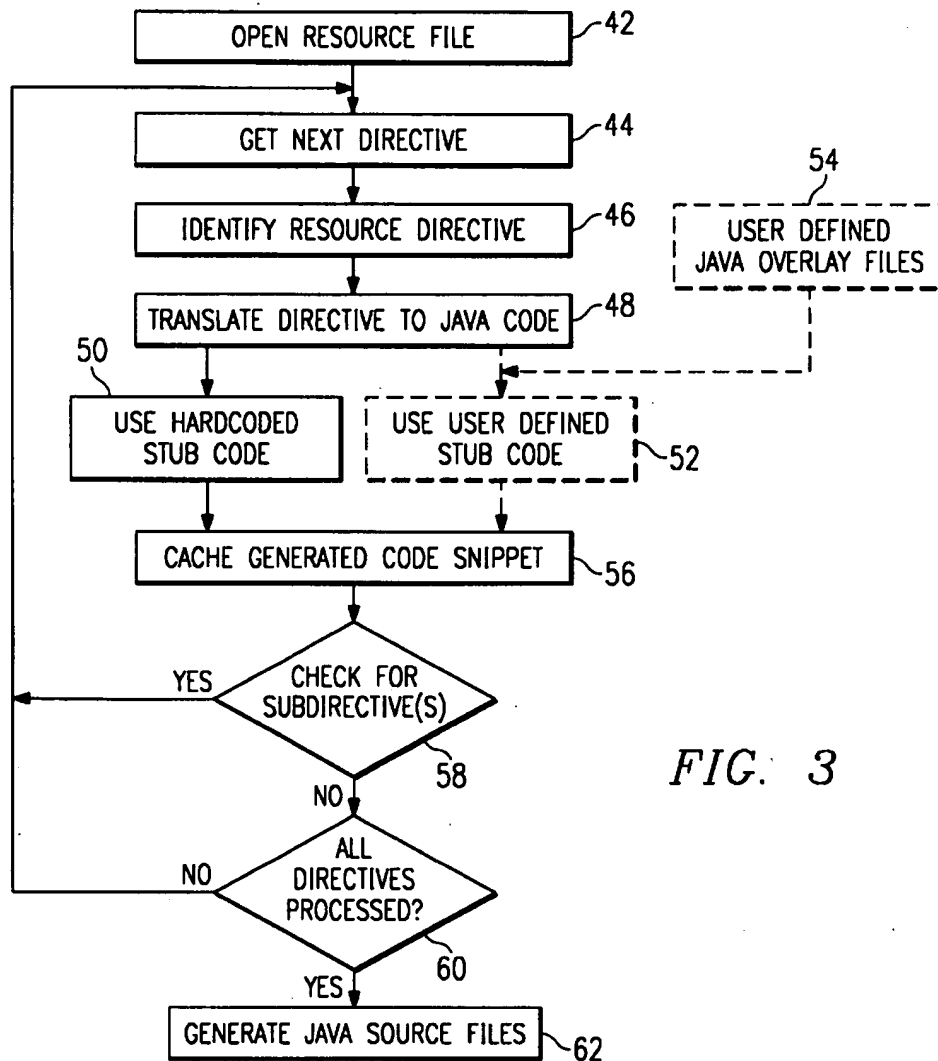 OPEN RESOURCE FILE
42
GET NEXT DIRECTIVE
44
IDENTIFY RESOURCE DIRECTIVE
46
54
USER DEFINED
JAVA OVERLAY FILES
TRANSLATE DIRECTIVE TO JAVA CODE
48
50
USE HARDCODED
STUB CODE
USE USER DEFINED
STUB CODE
52
CACHE GENERATED CODE SNIPPET
56
YES
CHECK FOR
SUBDIRECTIVE(S)
58
NO
FIG. 3
NO
ALL
DIRECTIVES
PROCESSED?
60
YES
GENERATE JAVA SOURCE FILES
62